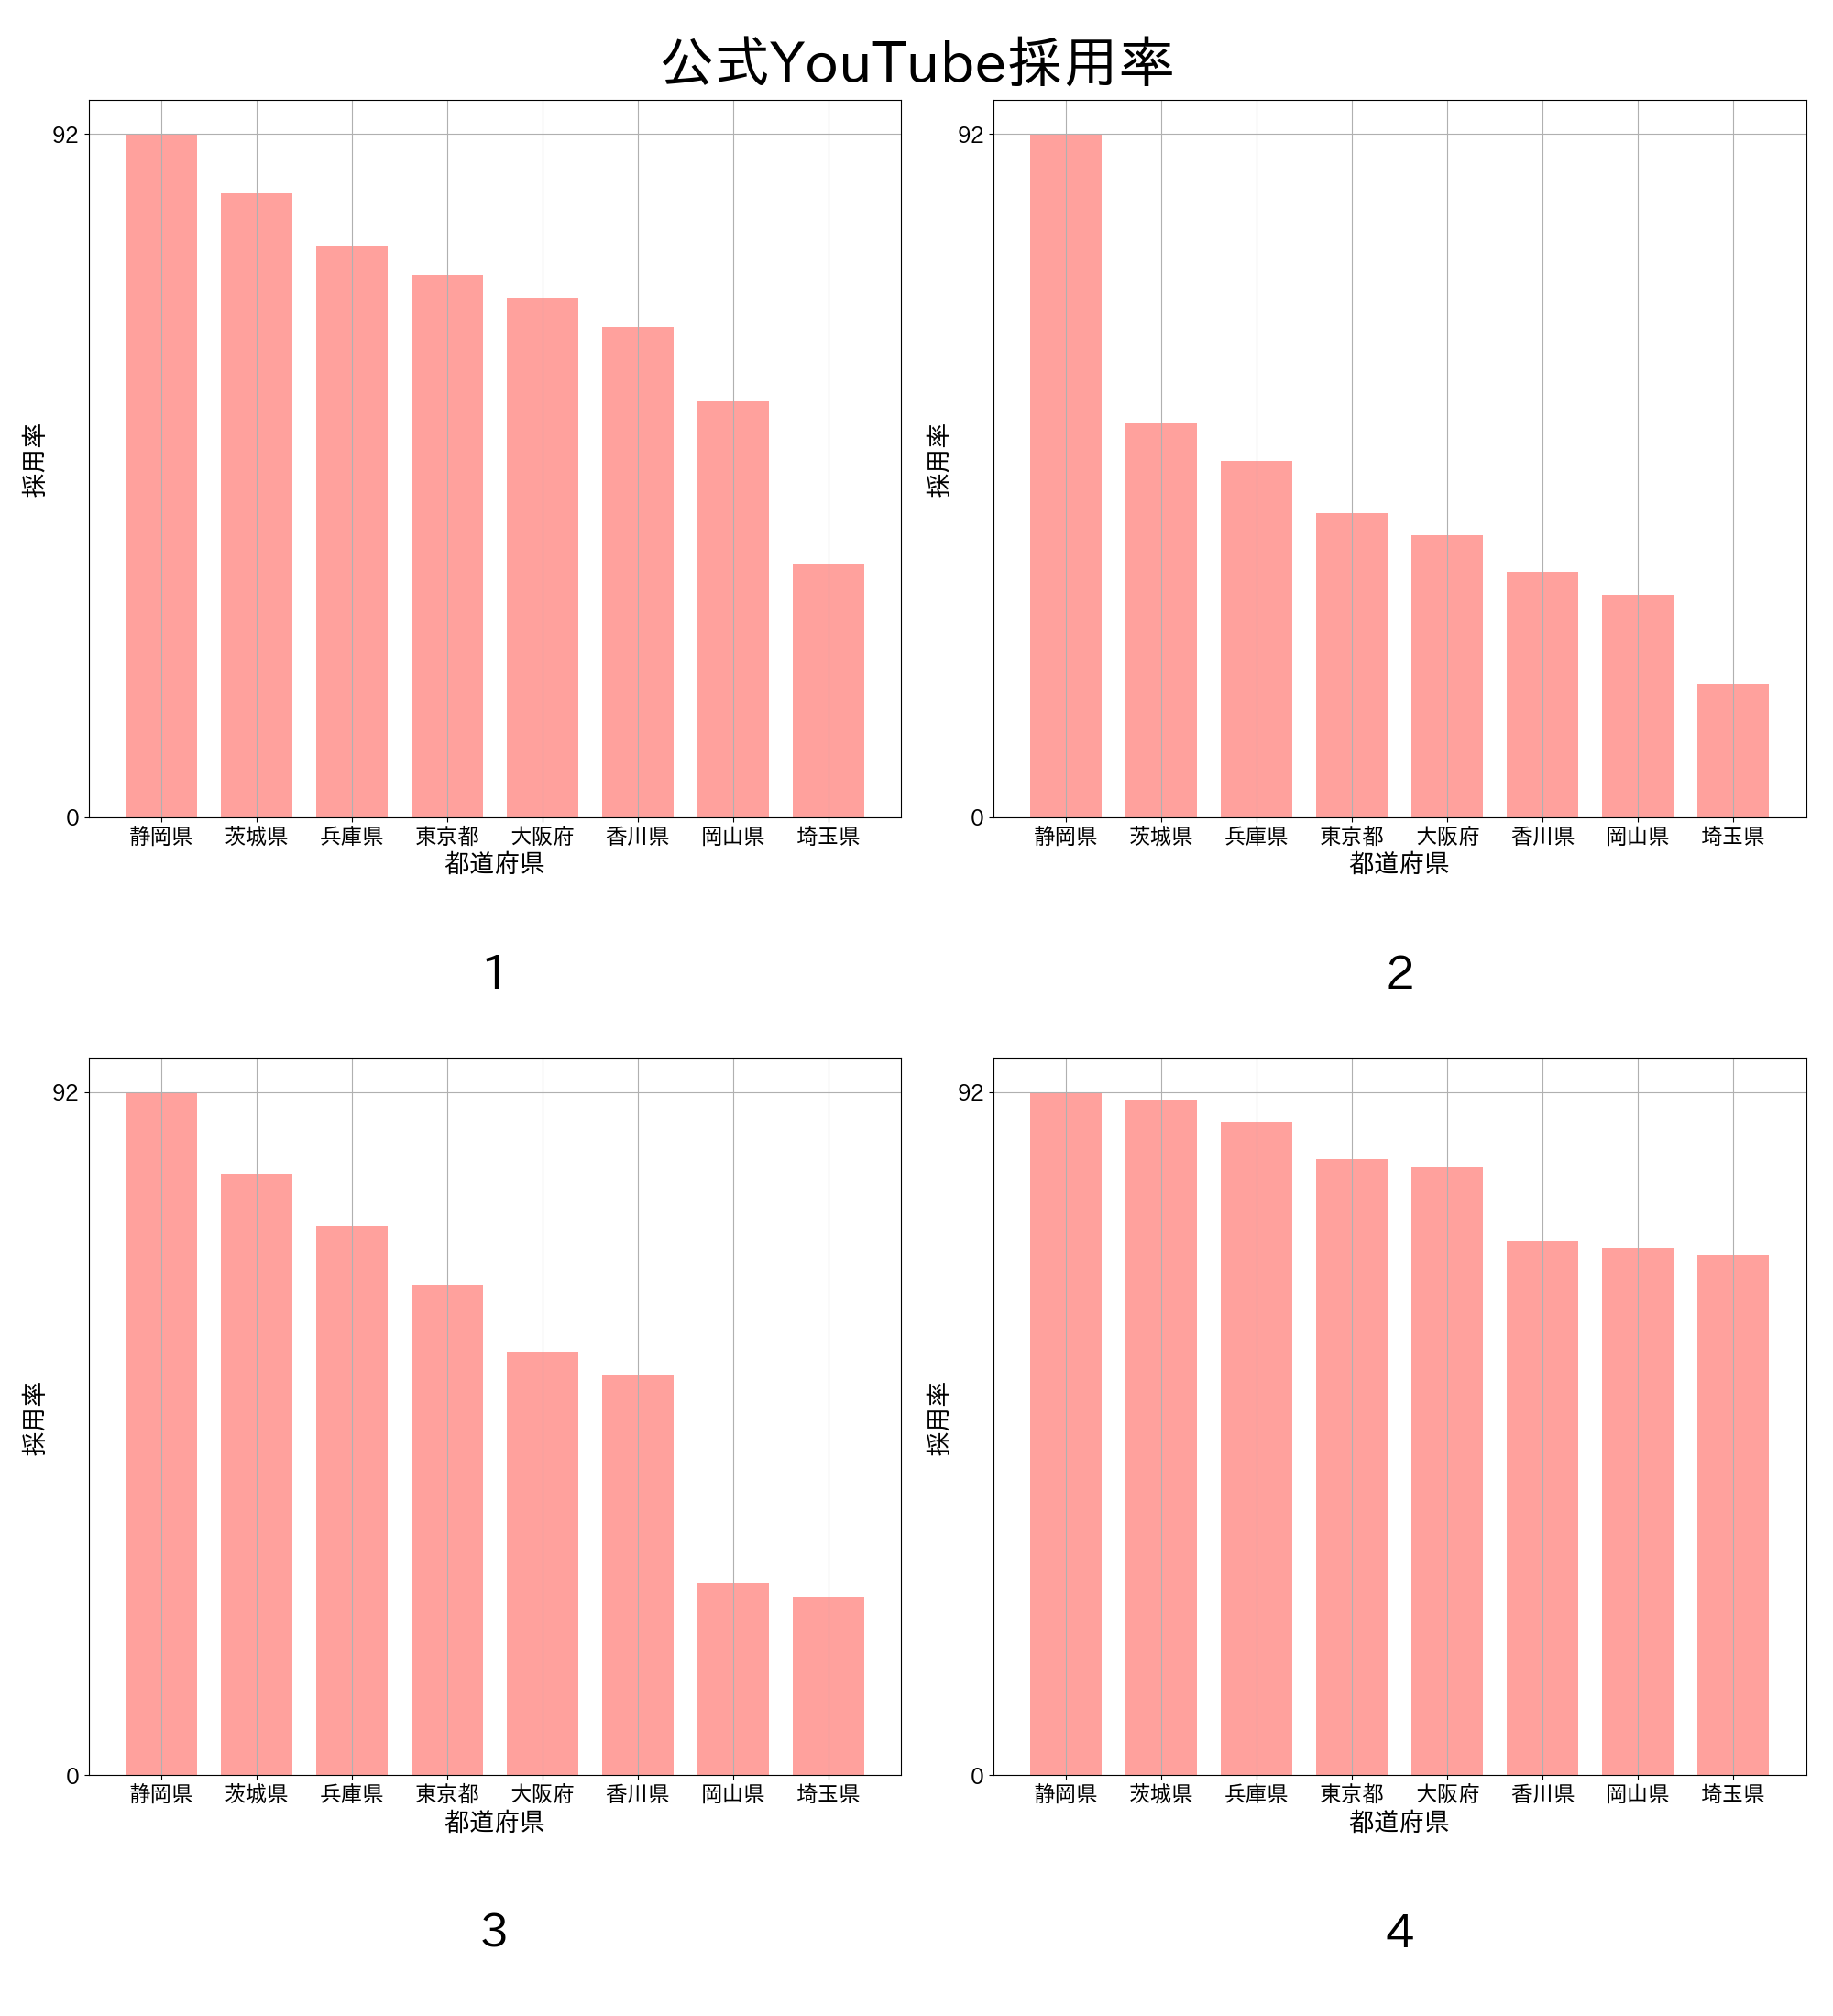 公式YouTube採用率
92
0
採用率
静岡県 茨城県 兵庫県 東京都 大阪府 香川県 岡山県 埼玉県
都道府県
1
92
0
採用率
静岡県 茨城県 兵庫県 東京都 大阪府 香川県 岡山県 埼玉県
都道府県
2
92
0
採用率
静岡県 茨城県 兵庫県 東京都 大阪府 香川県 岡山県 埼玉県
都道府県
3
92
0
採用率
静岡県 茨城県 兵庫県 東京都 大阪府 香川県 岡山県 埼玉県
都道府県
4